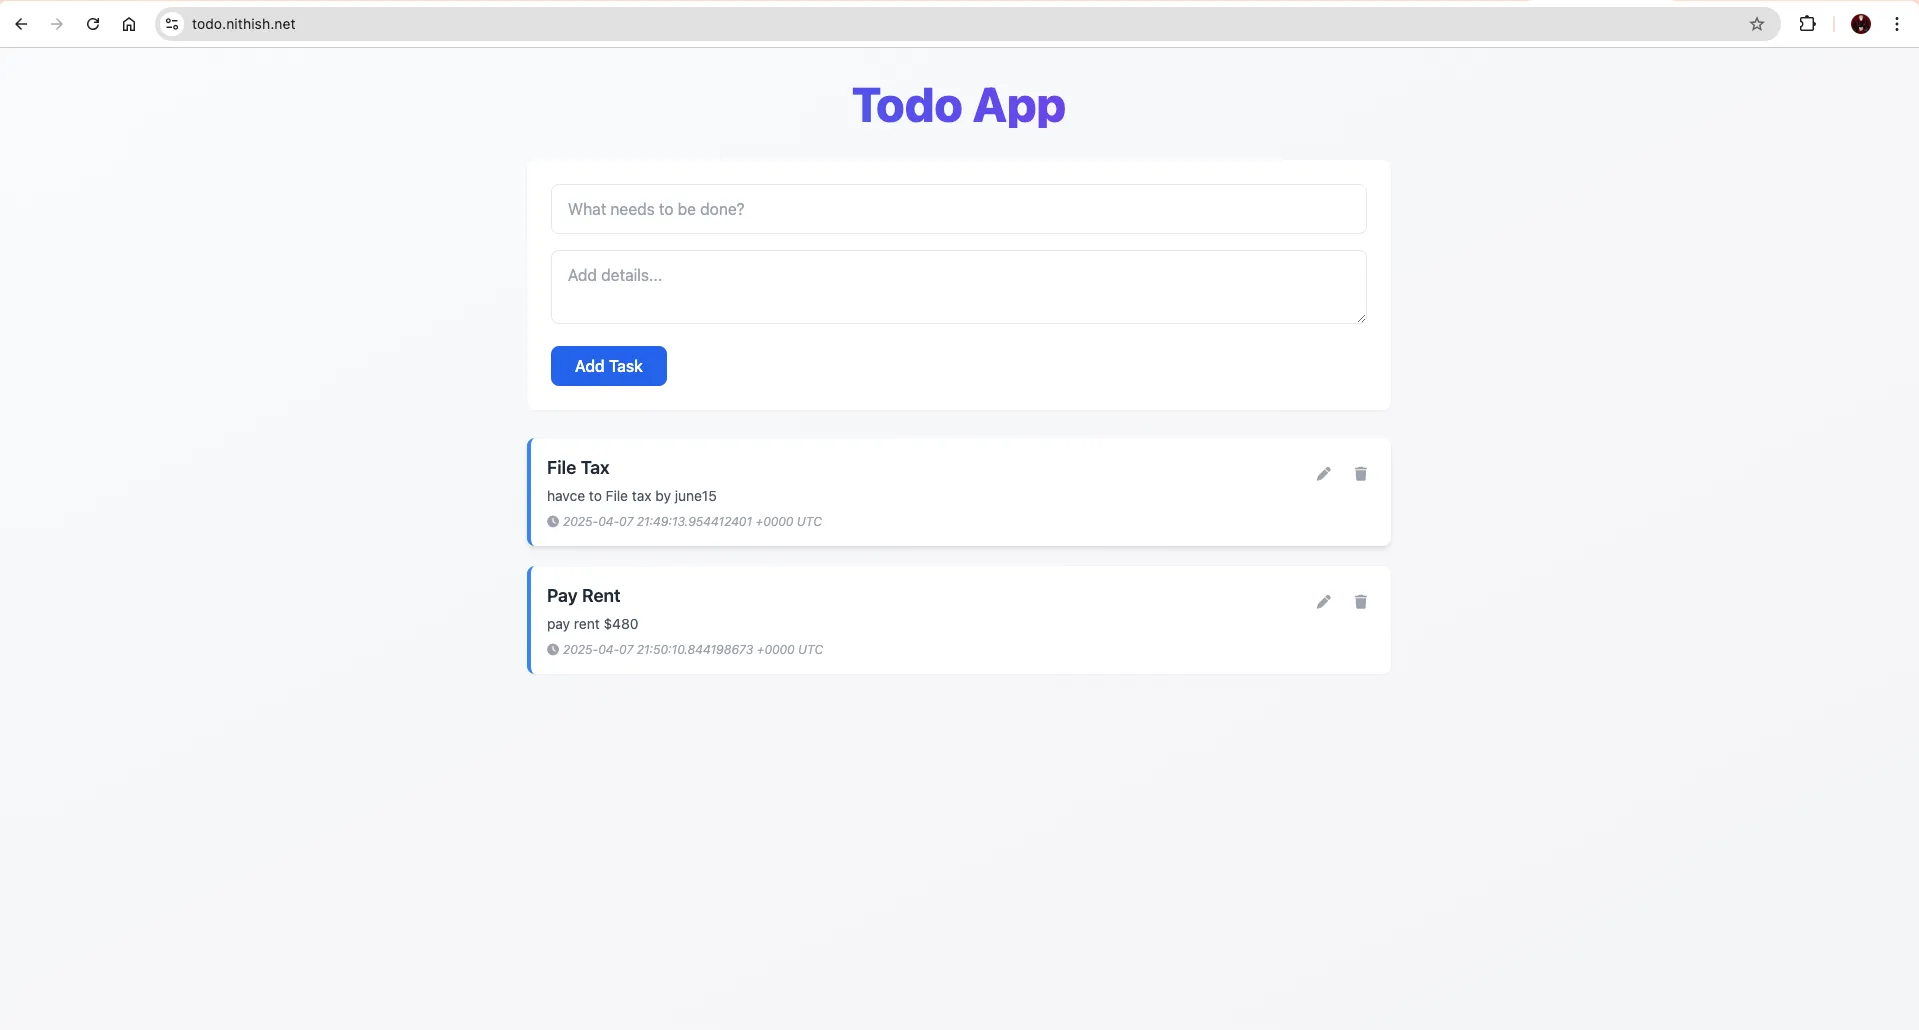 todo.nithish.net
Todo App
What needs to be done?
Add details...
Add Task
File Tax
havce to File tax by june15
2025-04-07 21:49:13.954412401 +0000 UTC
Pay Rent
pay rent $480
2025-04-07 21:50:10.844198673 +0000 UTC